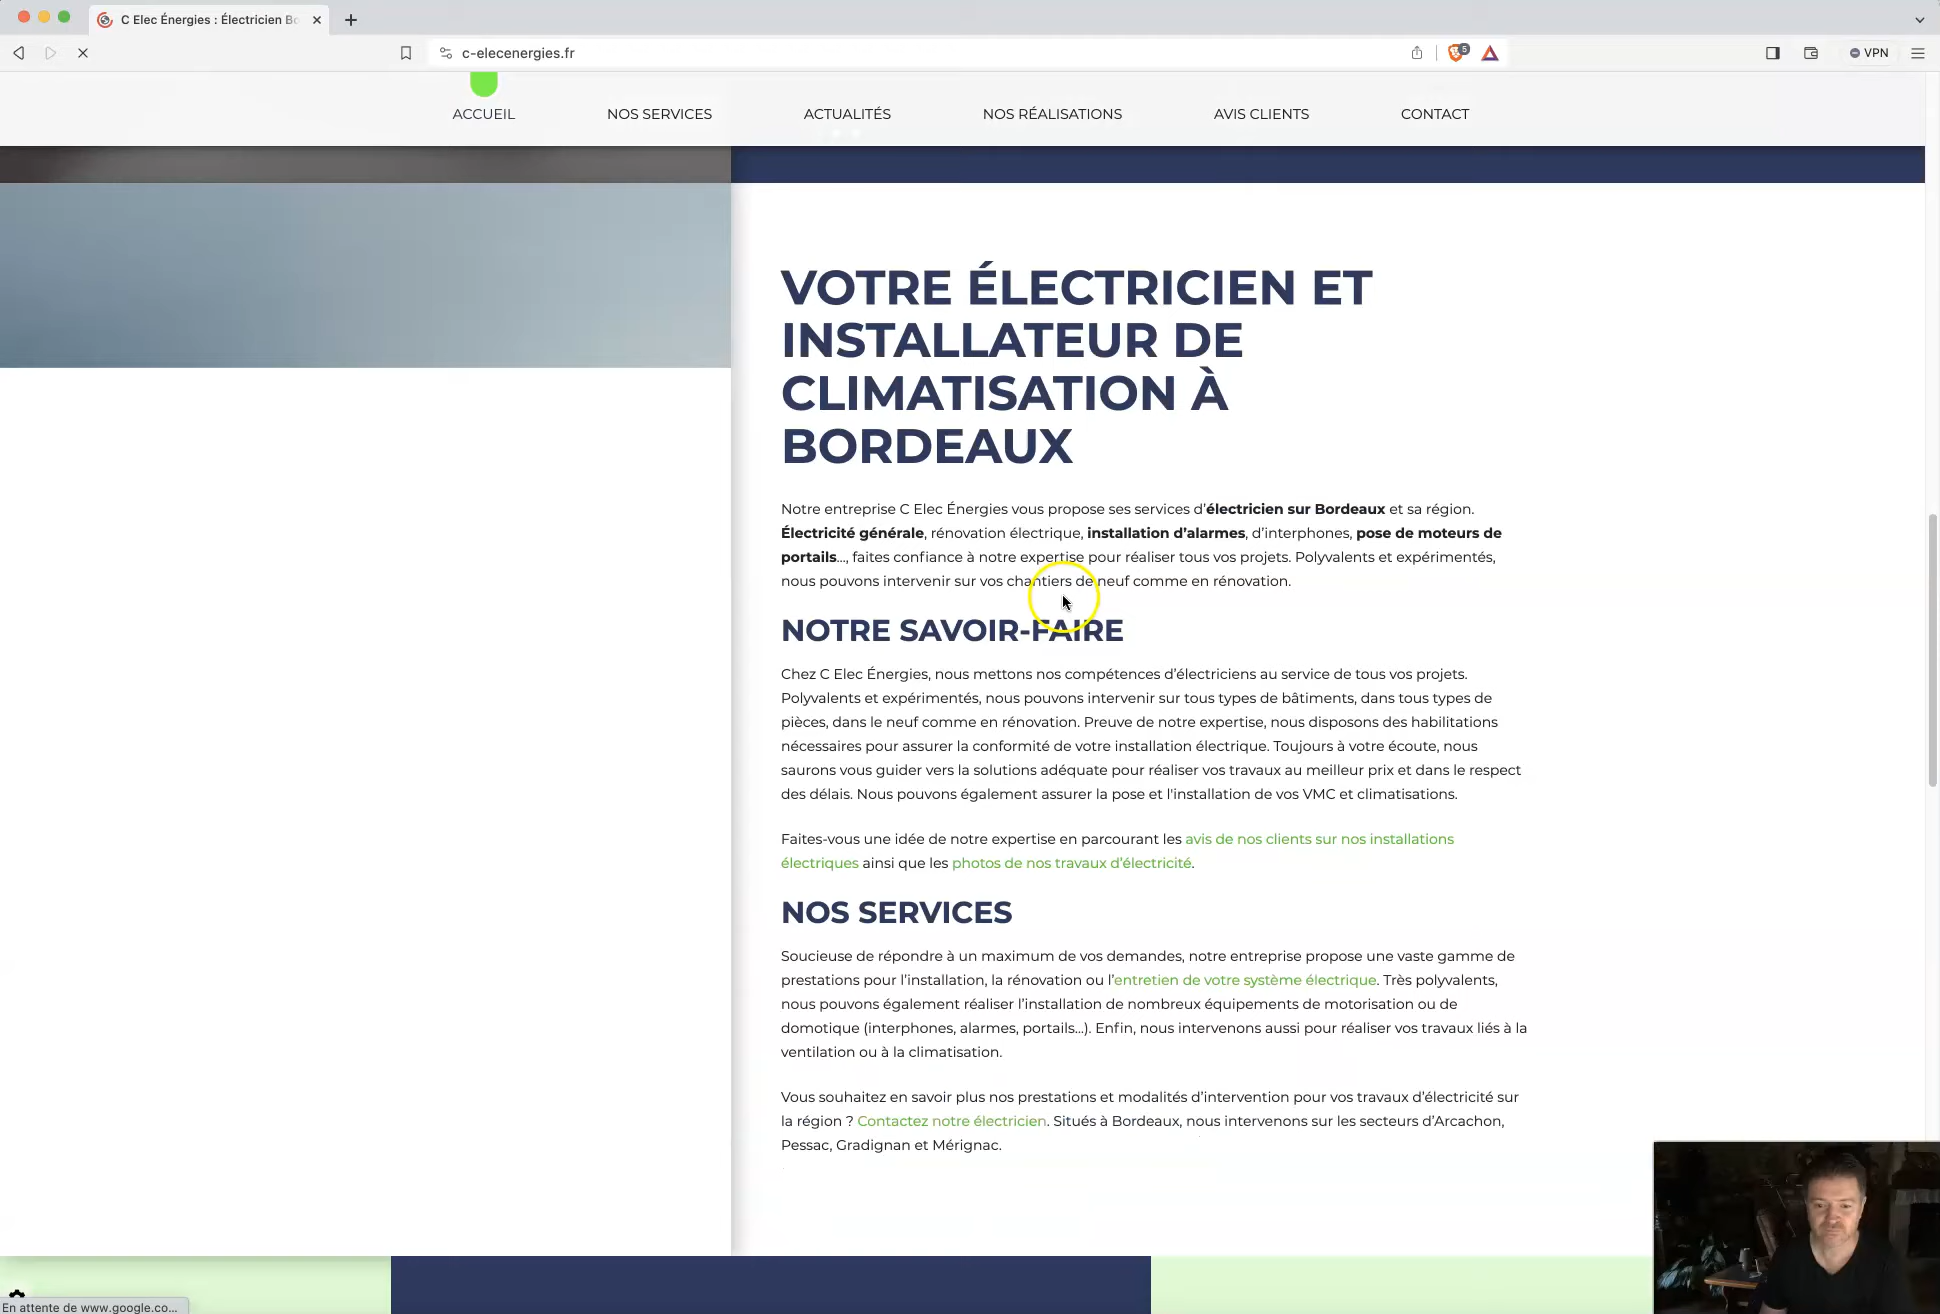 C Elec Énergies : Électricien Bo
c-elecenergies.fr
5
VPN
ACCUEIL
NOS SERVICES
ACTUALITÉS
NOS RÉALISATIONS
AVIS CLIENTS
CONTACT
VOTRE ÉLECTRICIEN ET
INSTALLATEUR DE
CLIMATISATION À
BORDEAUX
Notre entreprise C Elec Énergies vous propose ses services d'électricien sur Bordeaux et sa région.
Électricité générale, rénovation électrique, installation d'alarmes, d'interphones, pose de moteurs de
portails..., faites confiance à notre expertise pour réaliser tous vos projets. Polyvalents et expérimentés,
nous pouvons intervenir sur vos chantiers de neuf comme en rénovation.
NOTRE SAVOIR-FAIRE
Chez C Elec Énergies, nous mettons nos compétences d'électriciens au service de tous vos projets.
Polyvalents et expérimentés, nous pouvons intervenir sur tous types de bâtiments, dans tous types de
pièces, dans le neuf comme en rénovation. Preuve de notre expertise, nous disposons des habilitations
nécessaires pour assurer la conformité de votre installation électrique. Toujours à votre écoute, nous
saurons vous guider vers la solutions adéquate pour réaliser vos travaux au meilleur prix et dans le respect
des délais. Nous pouvons également assurer la pose et l'installation de vos VMC et climatisations.
Faites-vous une idée de notre expertise en parcourant les avis de nos clients sur nos installations
électriques ainsi que les photos de nos travaux d'électricité.
NOS SERVICES
Soucieuse de répondre à un maximum de vos demandes, notre entreprise propose une vaste gamme de
prestations pour l'installation, la rénovation ou l'entretien de votre système électrique. Très polyvalents,
nous pouvons également réaliser l'installation de nombreux équipements de motorisation ou de
domotique (interphones, alarmes, portails...). Enfin, nous intervenons aussi pour réaliser vos travaux liés à la
ventilation ou à la climatisation.
Vous souhaitez en savoir plus nos prestations et modalités d'intervention pour vos travaux d'électricité sur
la région ? Contactez notre électricien. Situés à Bordeaux, nous intervenons sur les secteurs d'Arcachon,
Pessac, Gradignan et Mérignac.
En attente de www.google.co...